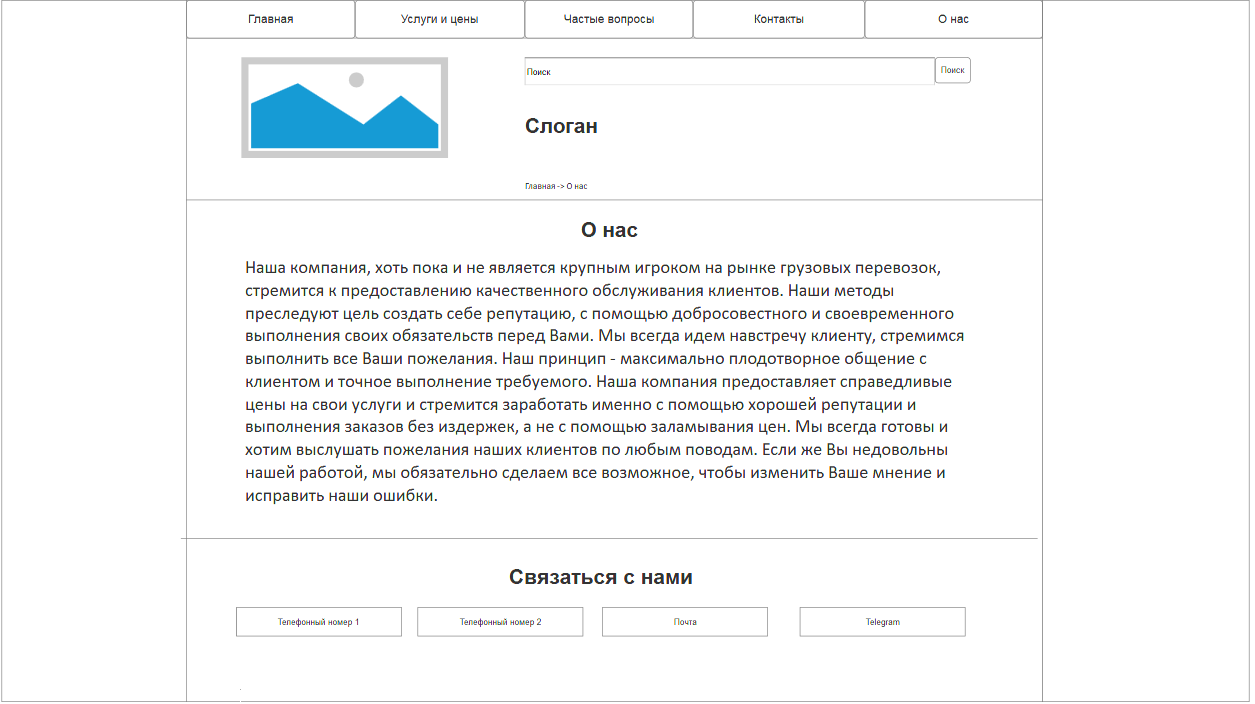 Главная
Услуги и цены
Частые вопросы
Контакты
О нас
Поиск
Поиск
Слоган
Главная -> О нас
О нас
Наша компания, хоть пока и не является крупным игроком на рынке грузовых перевозок,
стремится к предоставлению качественного обслуживания клиентов. Наши методы
преследуют цель создать себе репутацию, с помощью добросовестного и своевременного
выполнения своих обязательств перед Вами. Мы всегда идем навстречу клиенту, стремимся
выполнить все Ваши пожелания. Наш принцип - максимально плодотворное общение с
клиентом и точное выполнение требуемого. Наша компания предоставляет справедливые
цены на свои услуги и стремится заработать именно с помощью хорошей репутации и
выполнения заказов без издержек, а не с помощью заламывания цен. Мы всегда готовы и
хотим выслушать пожелания наших клиентов по любым поводам. Если же Вы недовольны
нашей работой, мы обязательно сделаем все возможное, чтобы изменить Ваше мнение и
исправить наши ошибки.
Связаться с нами
Телефонный номер 1
Телефонный номер 2
Почта
Telegram